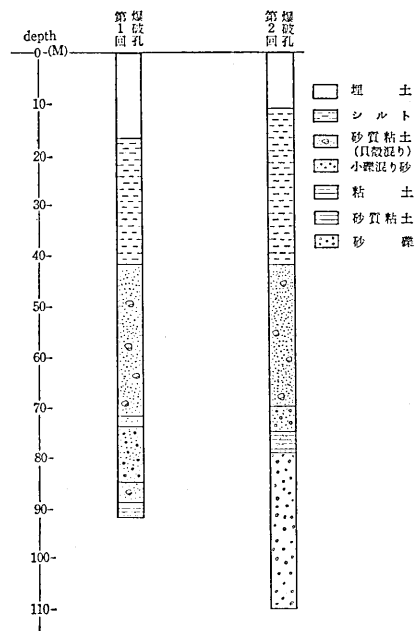 第1回
爆破孔
第2回
爆破孔
depth
0-(M)
10-
20-
30-
40-
50-
60-
70-
80-
90-
100-
110-
埋土
シルト
砂質粘土
(貝殻混り)
小礫混り砂
粘土
砂質粘土
砂礫